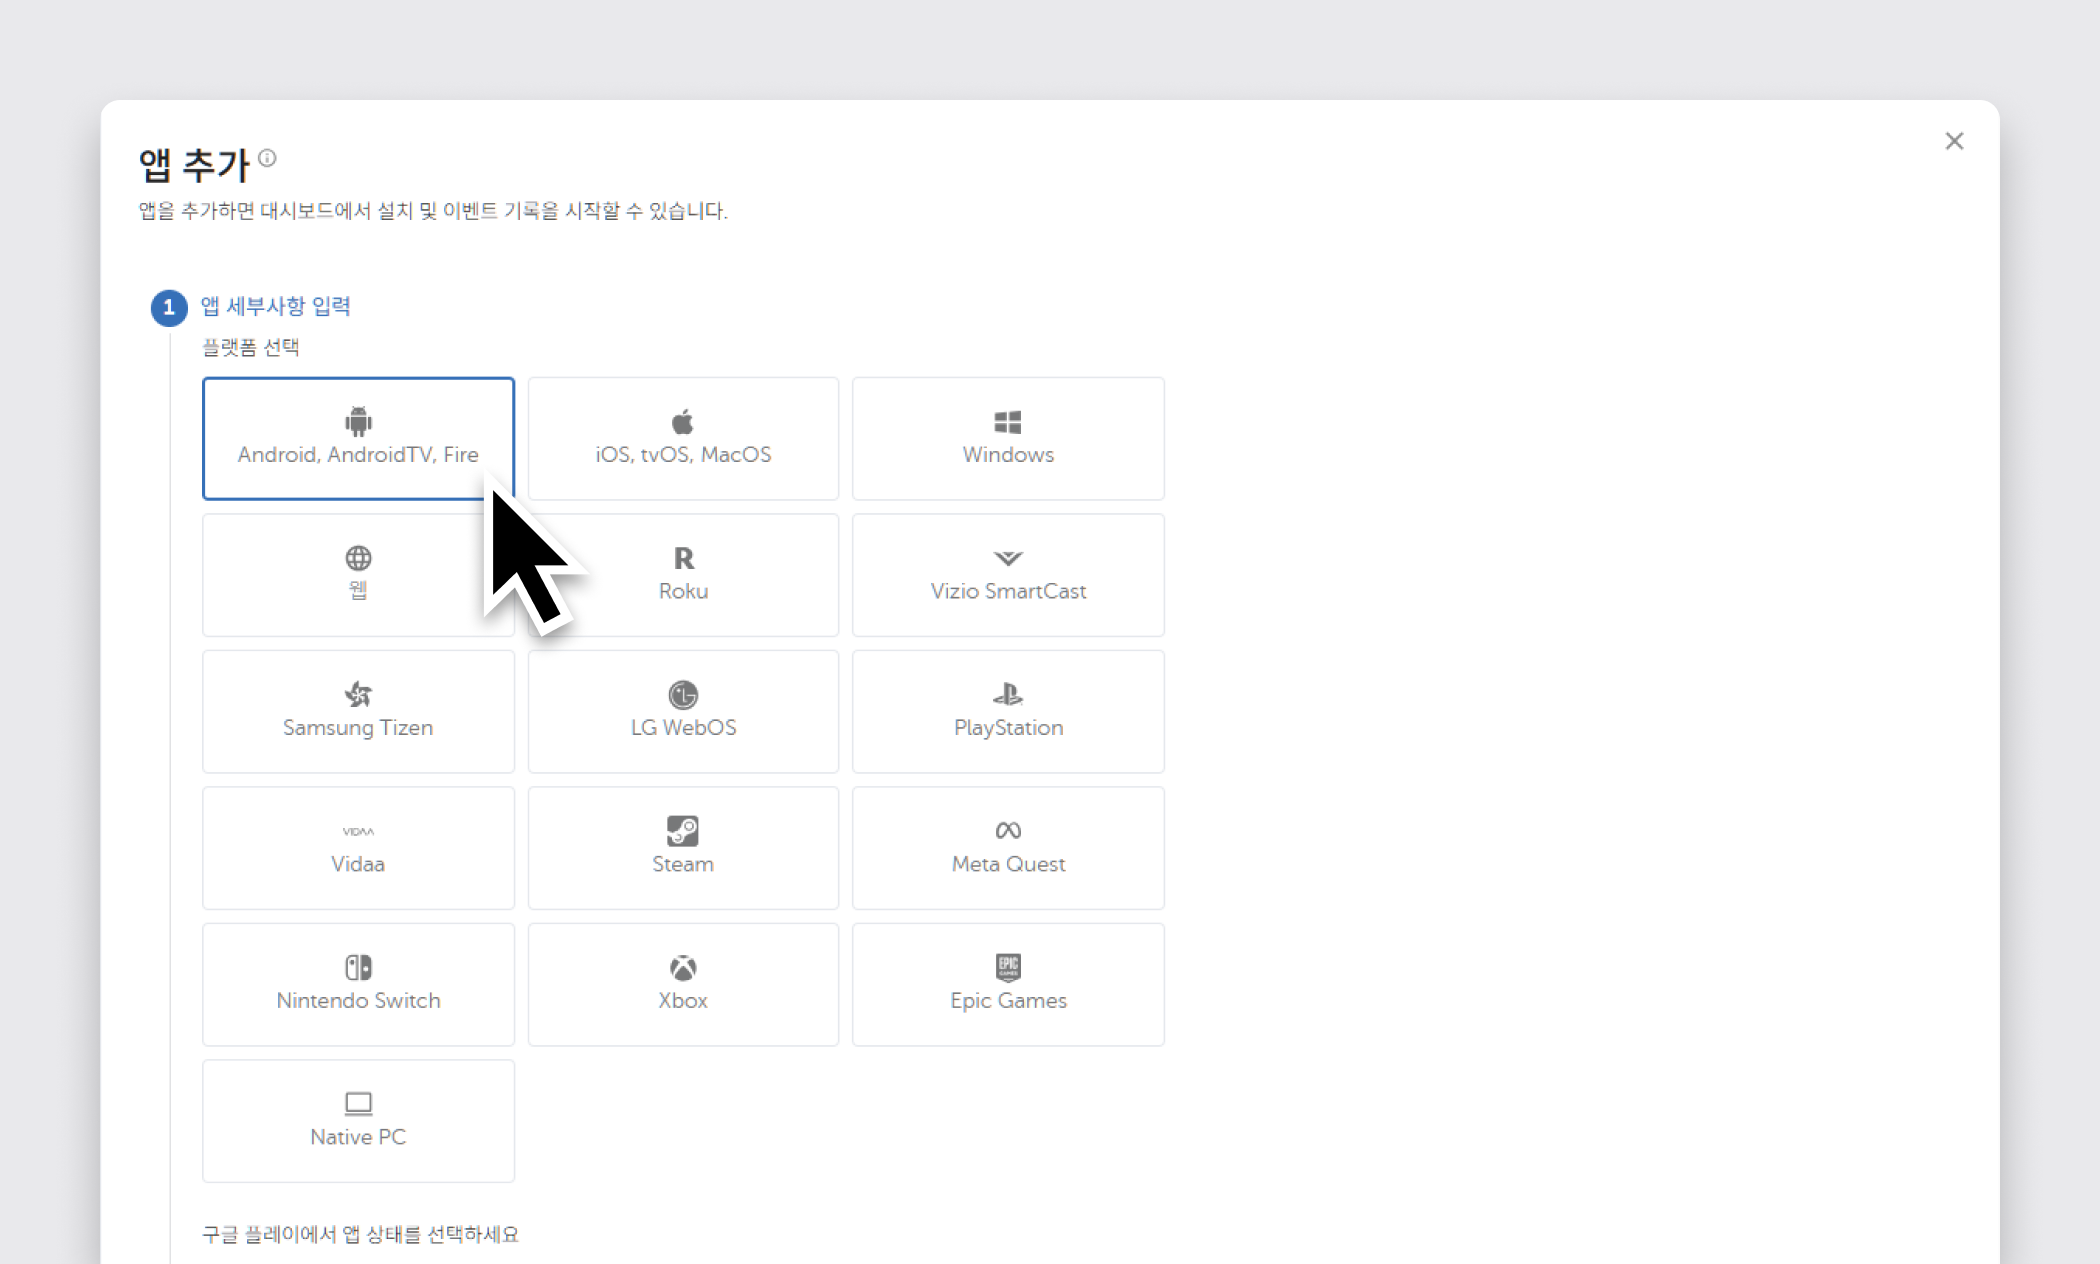 앱 추가
앱을 추가하면 대시보드에서 설치 및 이벤트 기록을 시작할 수 있습니다.
1 앱 세부사항 입력
플랫폼 선택
Android, AndroidTV, Fire
iOS, tvOS, MacOS
Windows
웹
R
Roku
Vizio SmartCast
Samsung Tizen
LG WebOS
PlayStation
VIDAA
Vidaa
Steam
Meta Quest
Nintendo Switch
Xbox
EPIC GAMES
Epic Games
Native PC
구글 플레이에서 앱 상태를 선택하세요